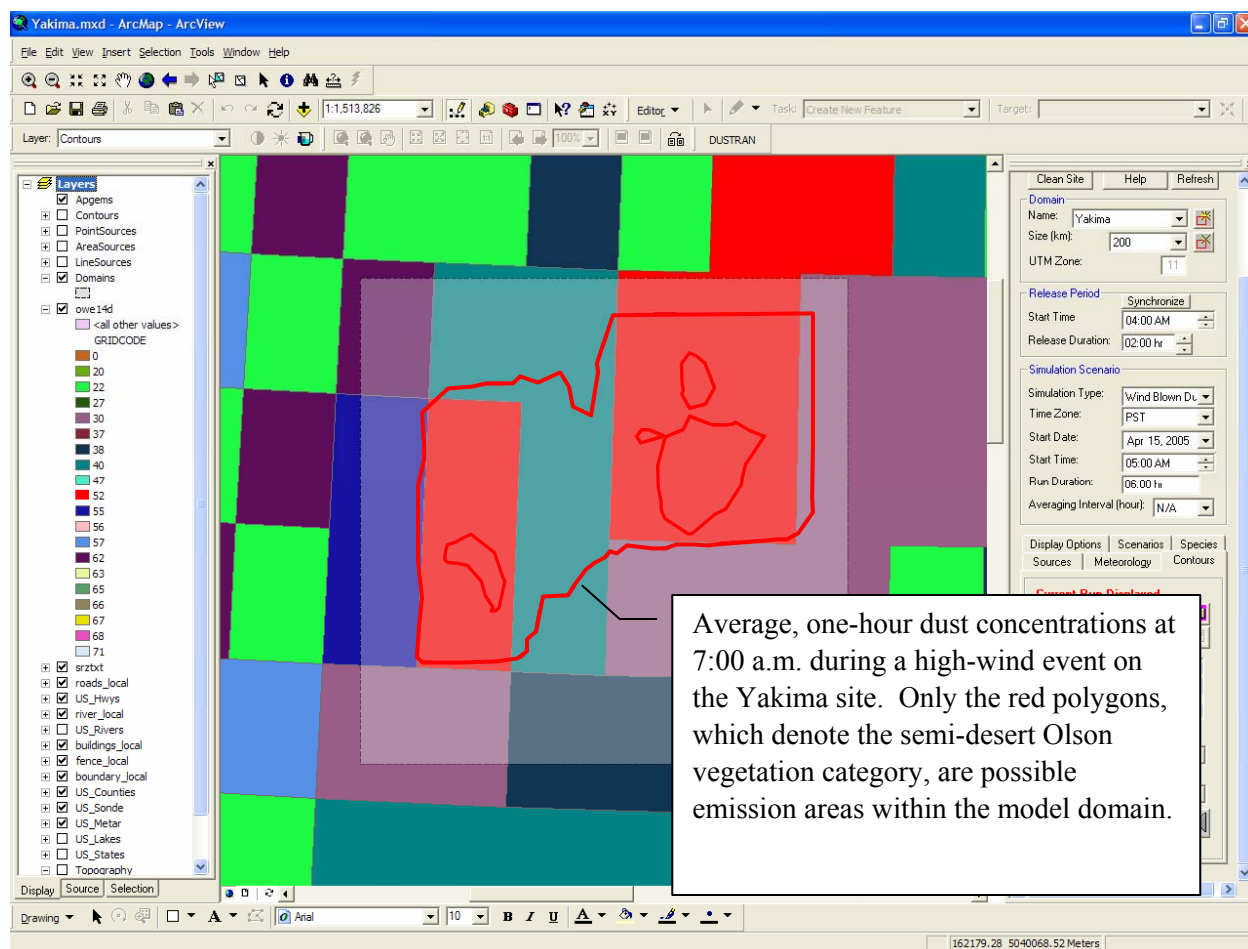 Yakima.mxd - ArcMap - ArcView
File Edit View Insert Selection Tools Window Help
1:1,513,826
Editor
Task: Create New Feature
Target:
Layer: Contours
100%
DUSTRAN
Layers
Apgems
Contours
PointSources
AreaSources
LineSources
Domains
owe14d
<all other values>
GRIDCODE
0
20
22
27
30
37
38
40
47
52
55
56
57
62
63
65
66
67
68
71
srztxt
roads_local
US_Hwys
river_local
US_Rivers
buildings_local
fence_local
boundary_local
US_Counties
US_Sonde
US_Metar
US_Lakes
US_States
Topography
Display Source Selection
Clean Site Help Refresh
Domain
Name: Yakima
Size (km): 200
UTM Zone: 11
Release Period
Synchronize
Start Time 04:00 AM
Release Duration: 02:00 hr
Simulation Scenario
Simulation Type: Wind Blown Du
Time Zone: PST
Start Date: Apr 15, 2005
Start Time: 05:00 AM
Run Duration: 06:00 hr
Averaging Interval (hour): N/A
Display Options Scenarios Species
Sources Meteorology Contours
Current Run Displayed
Average, one-hour dust concentrations at
7:00 a.m. during a high-wind event on
the Yakima site. Only the red polygons,
which denote the semi-desert Olson
vegetation category, are possible
emission areas within the model domain.
Drawing A Arial 10 B I U A
162179.28 5040068.52 Meters